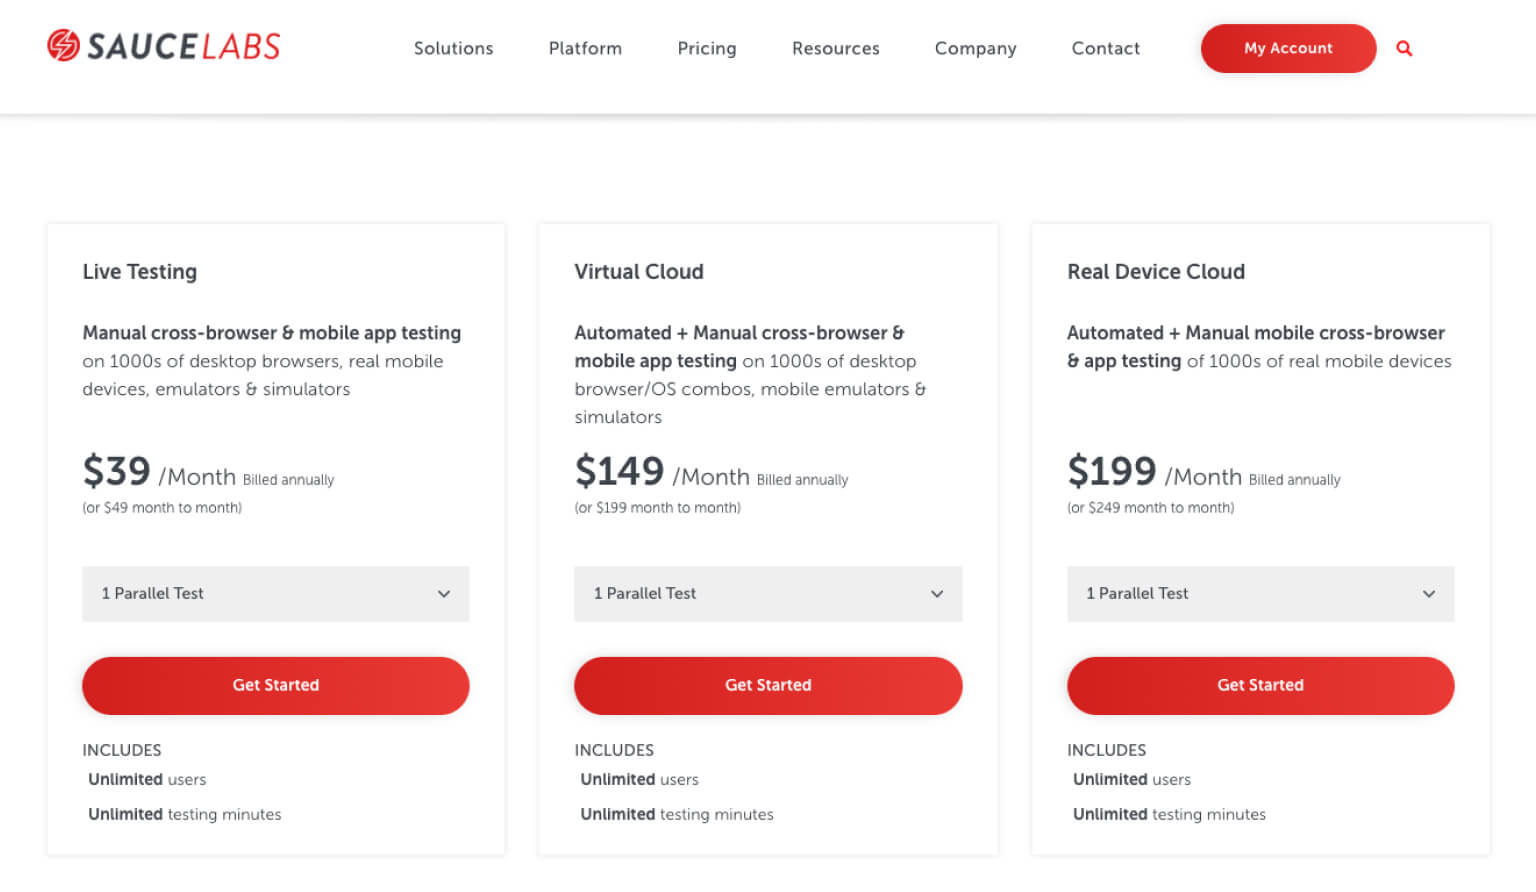 SAUCELABS
Solutions
Platform
Pricing
Resources
Company
Contact
My Account
Live Testing
Manual cross-browser & mobile app testing
on 1000s of desktop browsers, real mobile
devices, emulators & simulators
$39 /Month Billed annually
(or $49 month to month)
1 Parallel Test
Get Started
INCLUDES
Unlimited users
Unlimited testing minutes
Virtual Cloud
Automated + Manual cross-browser &
mobile app testing on 1000s of desktop
browser/OS combos, mobile emulators &
simulators
$149 /Month Billed annually
(or $199 month to month)
1 Parallel Test
Get Started
INCLUDES
Unlimited users
Unlimited testing minutes
Real Device Cloud
Automated + Manual mobile cross-browser
& app testing of 1000s of real mobile devices
$199 /Month Billed annually
(or $249 month to month)
1 Parallel Test
Get Started
INCLUDES
Unlimited users
Unlimited testing minutes